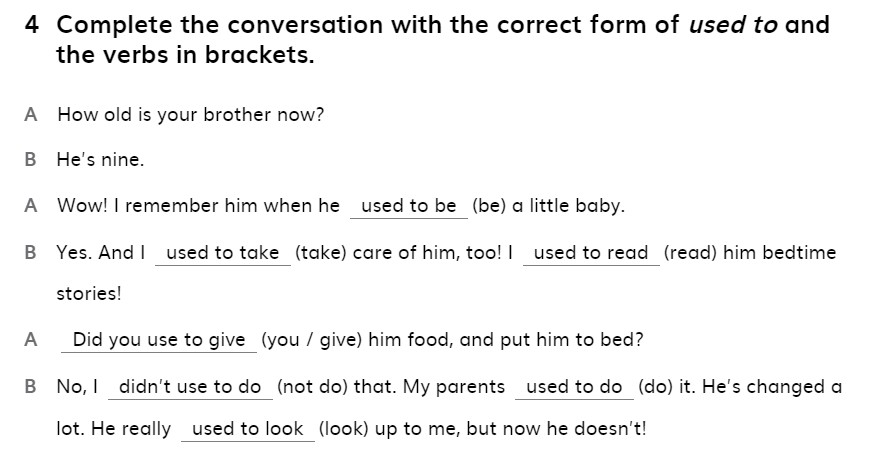 4 Complete the conversation with the correct form of used to and
the verbs in brackets.
A How old is your brother now?
B He's nine.
A Wow! I remember him when he used to be (be) a little baby.
B Yes. And I used to take (take) care of him, too! I used to read (read) him bedtime
stories!
A Did you use to give (you / give) him food, and put him to bed?
B No, I didn't use to do (not do) that. My parents used to do (do) it. He's changed a
lot. He really used to look (look) up to me, but now he doesn't!